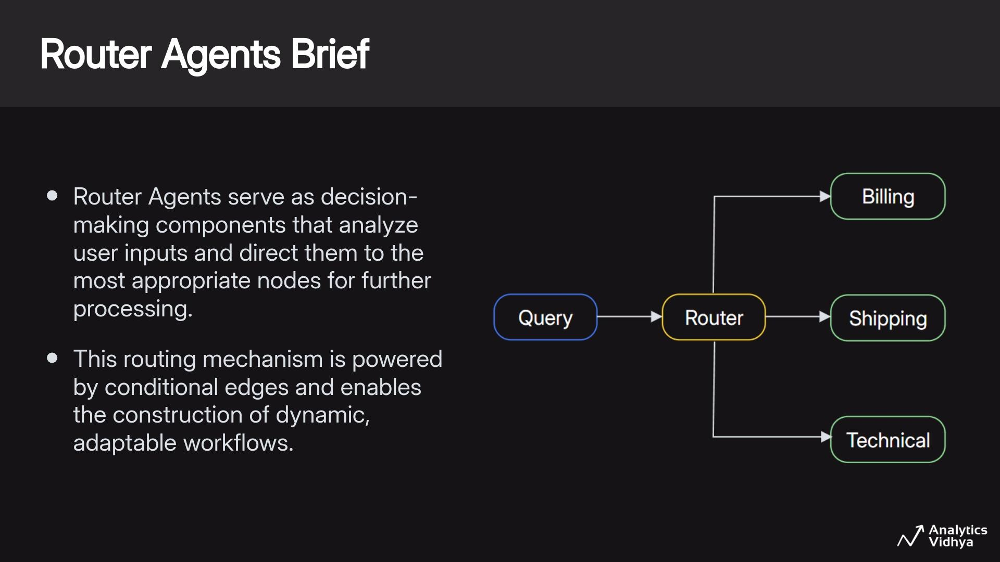 Router Agents Brief
Router Agents serve as decision-
making components that analyze
user inputs and direct them to the
most appropriate nodes for further
processing.
This routing mechanism is powered
by conditional edges and enables
the construction of dynamic,
adaptable workflows.
Billing
Query
Router
Shipping
Technical
Analytics
Vidhya